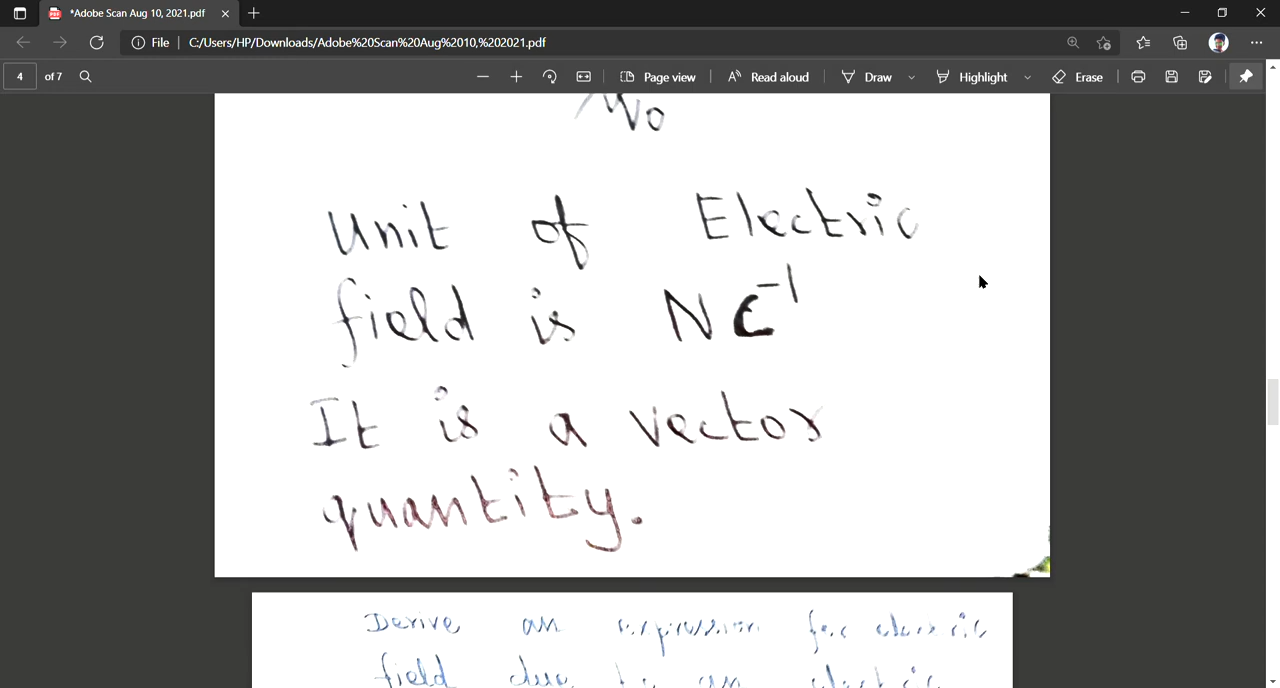 *Adobe Scan Aug 10, 2021.pdf
File C:/Users/HP/Downloads/Adobe%20Scan%20Aug%2010,%202021.pdf
4 of 7 Page view Read aloud Draw Highlight Erase
Unit of Electric
field is NC⁻¹
It is a vector
quantity.
Derive an expression for electric
field due to an electric